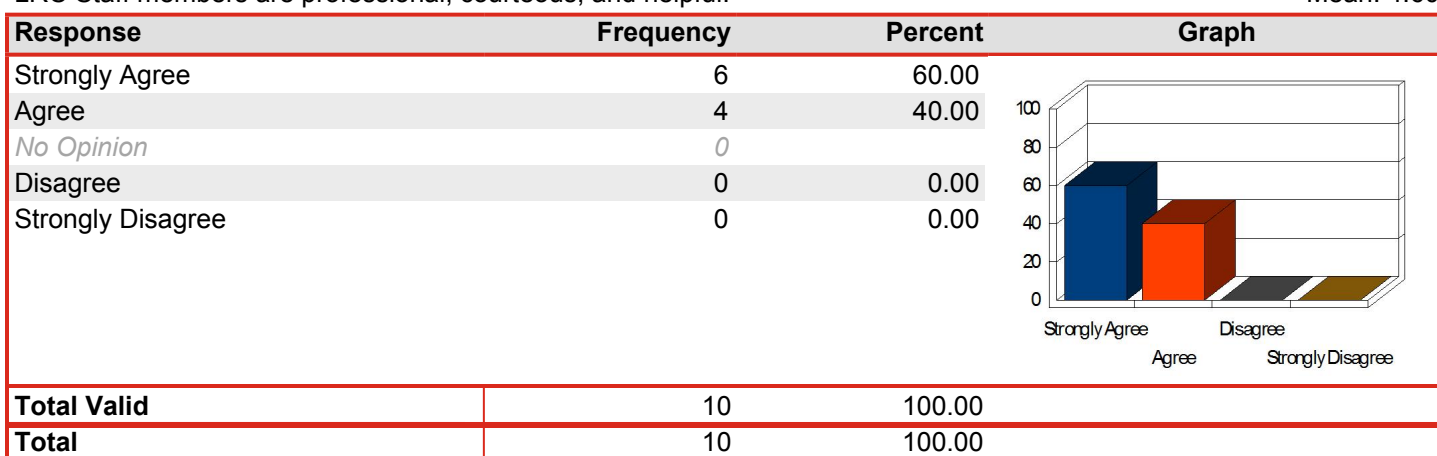 Response Frequency Percent Graph
Strongly Agree 6 60.00
Agree 4 40.00
No Opinion 0
Disagree 0 0.00
Strongly Disagree 0 0.00
100
80
60
40
20
0
Strongly Agree Disagree
Agree Strongly Disagree
Total Valid 10 100.00
Total 10 100.00